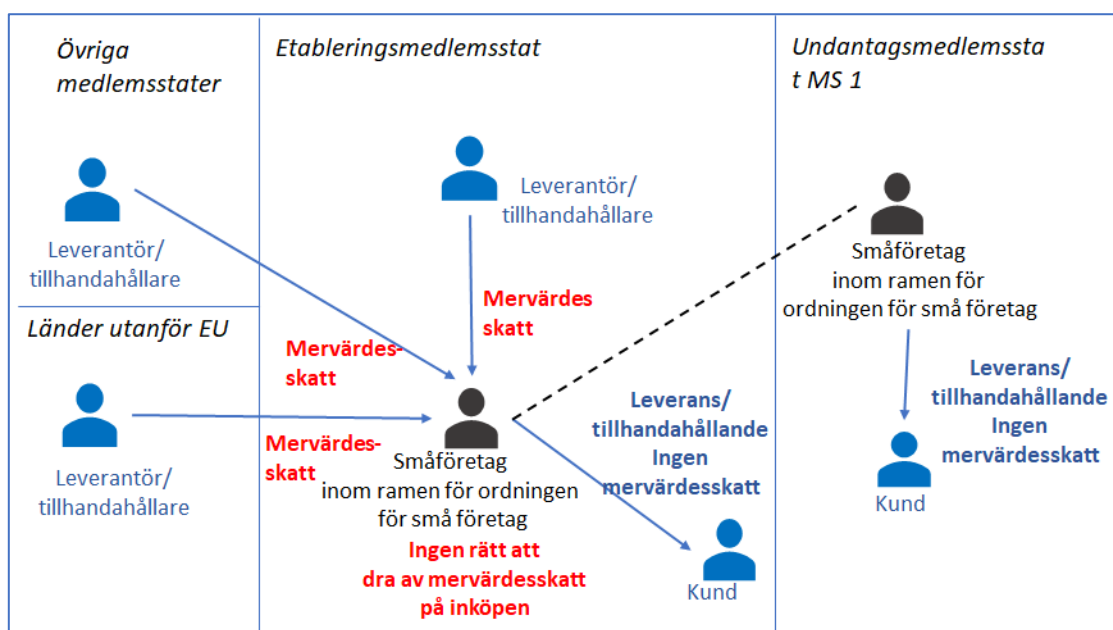 Övriga
medlemsstater
Leverantör/
tillhandahållare
Länder utanför EU
Leverantör/
tillhandahållare
Etableringsmedlemsstat
Leverantör/
tillhandahållare
Mervärdes
skatt
Mervärdes-
skatt
Mervärdes-
skatt
Småföretag
inom ramen för ordningen
för små företag
Ingen rätt att
dra av mervärdesskatt
på inköpen
Leverans/
tillhandahållande
Ingen
mervärdesskatt
Kund
Undantagsmedlemssta
t MS 1
Småföretag
inom ramen för
ordningen för små företag
Leverans/
tillhandahållande
Ingen
mervärdesskatt
Kund